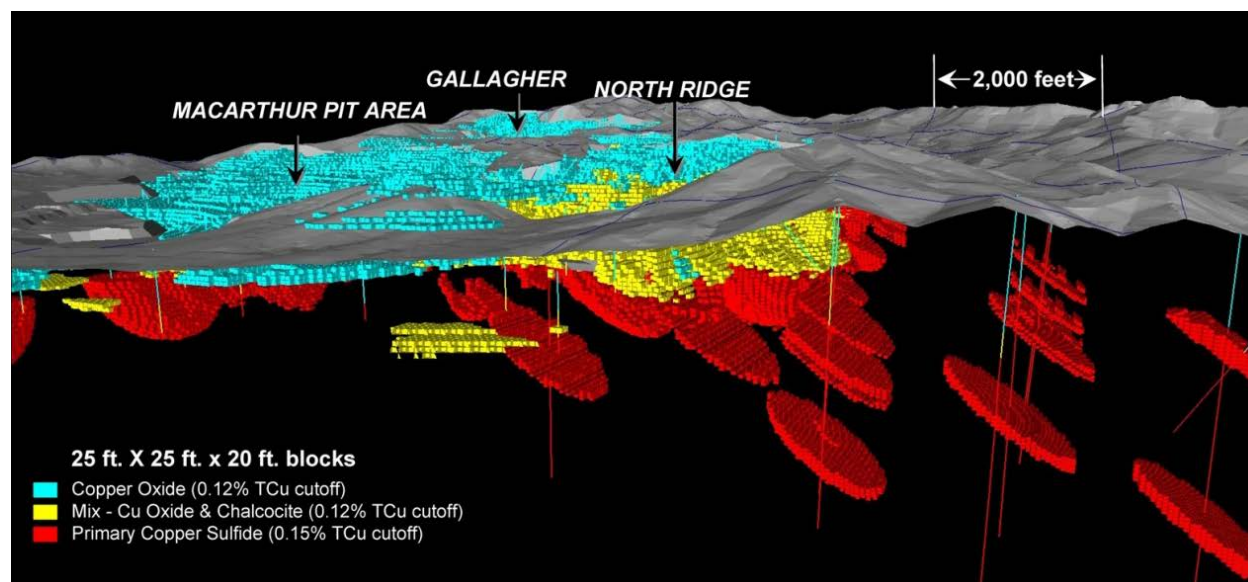 GALLAGHER
NORTH RIDGE
2,000 feet
MACARTHUR PIT AREA
25 ft. X 25 ft. x 20 ft. blocks
Copper Oxide (0.12% TCu cutoff)
Mix - Cu Oxide & Chalcocite (0.12% TCu cutoff)
Primary Copper Sulfide (0.15% TCu cutoff)